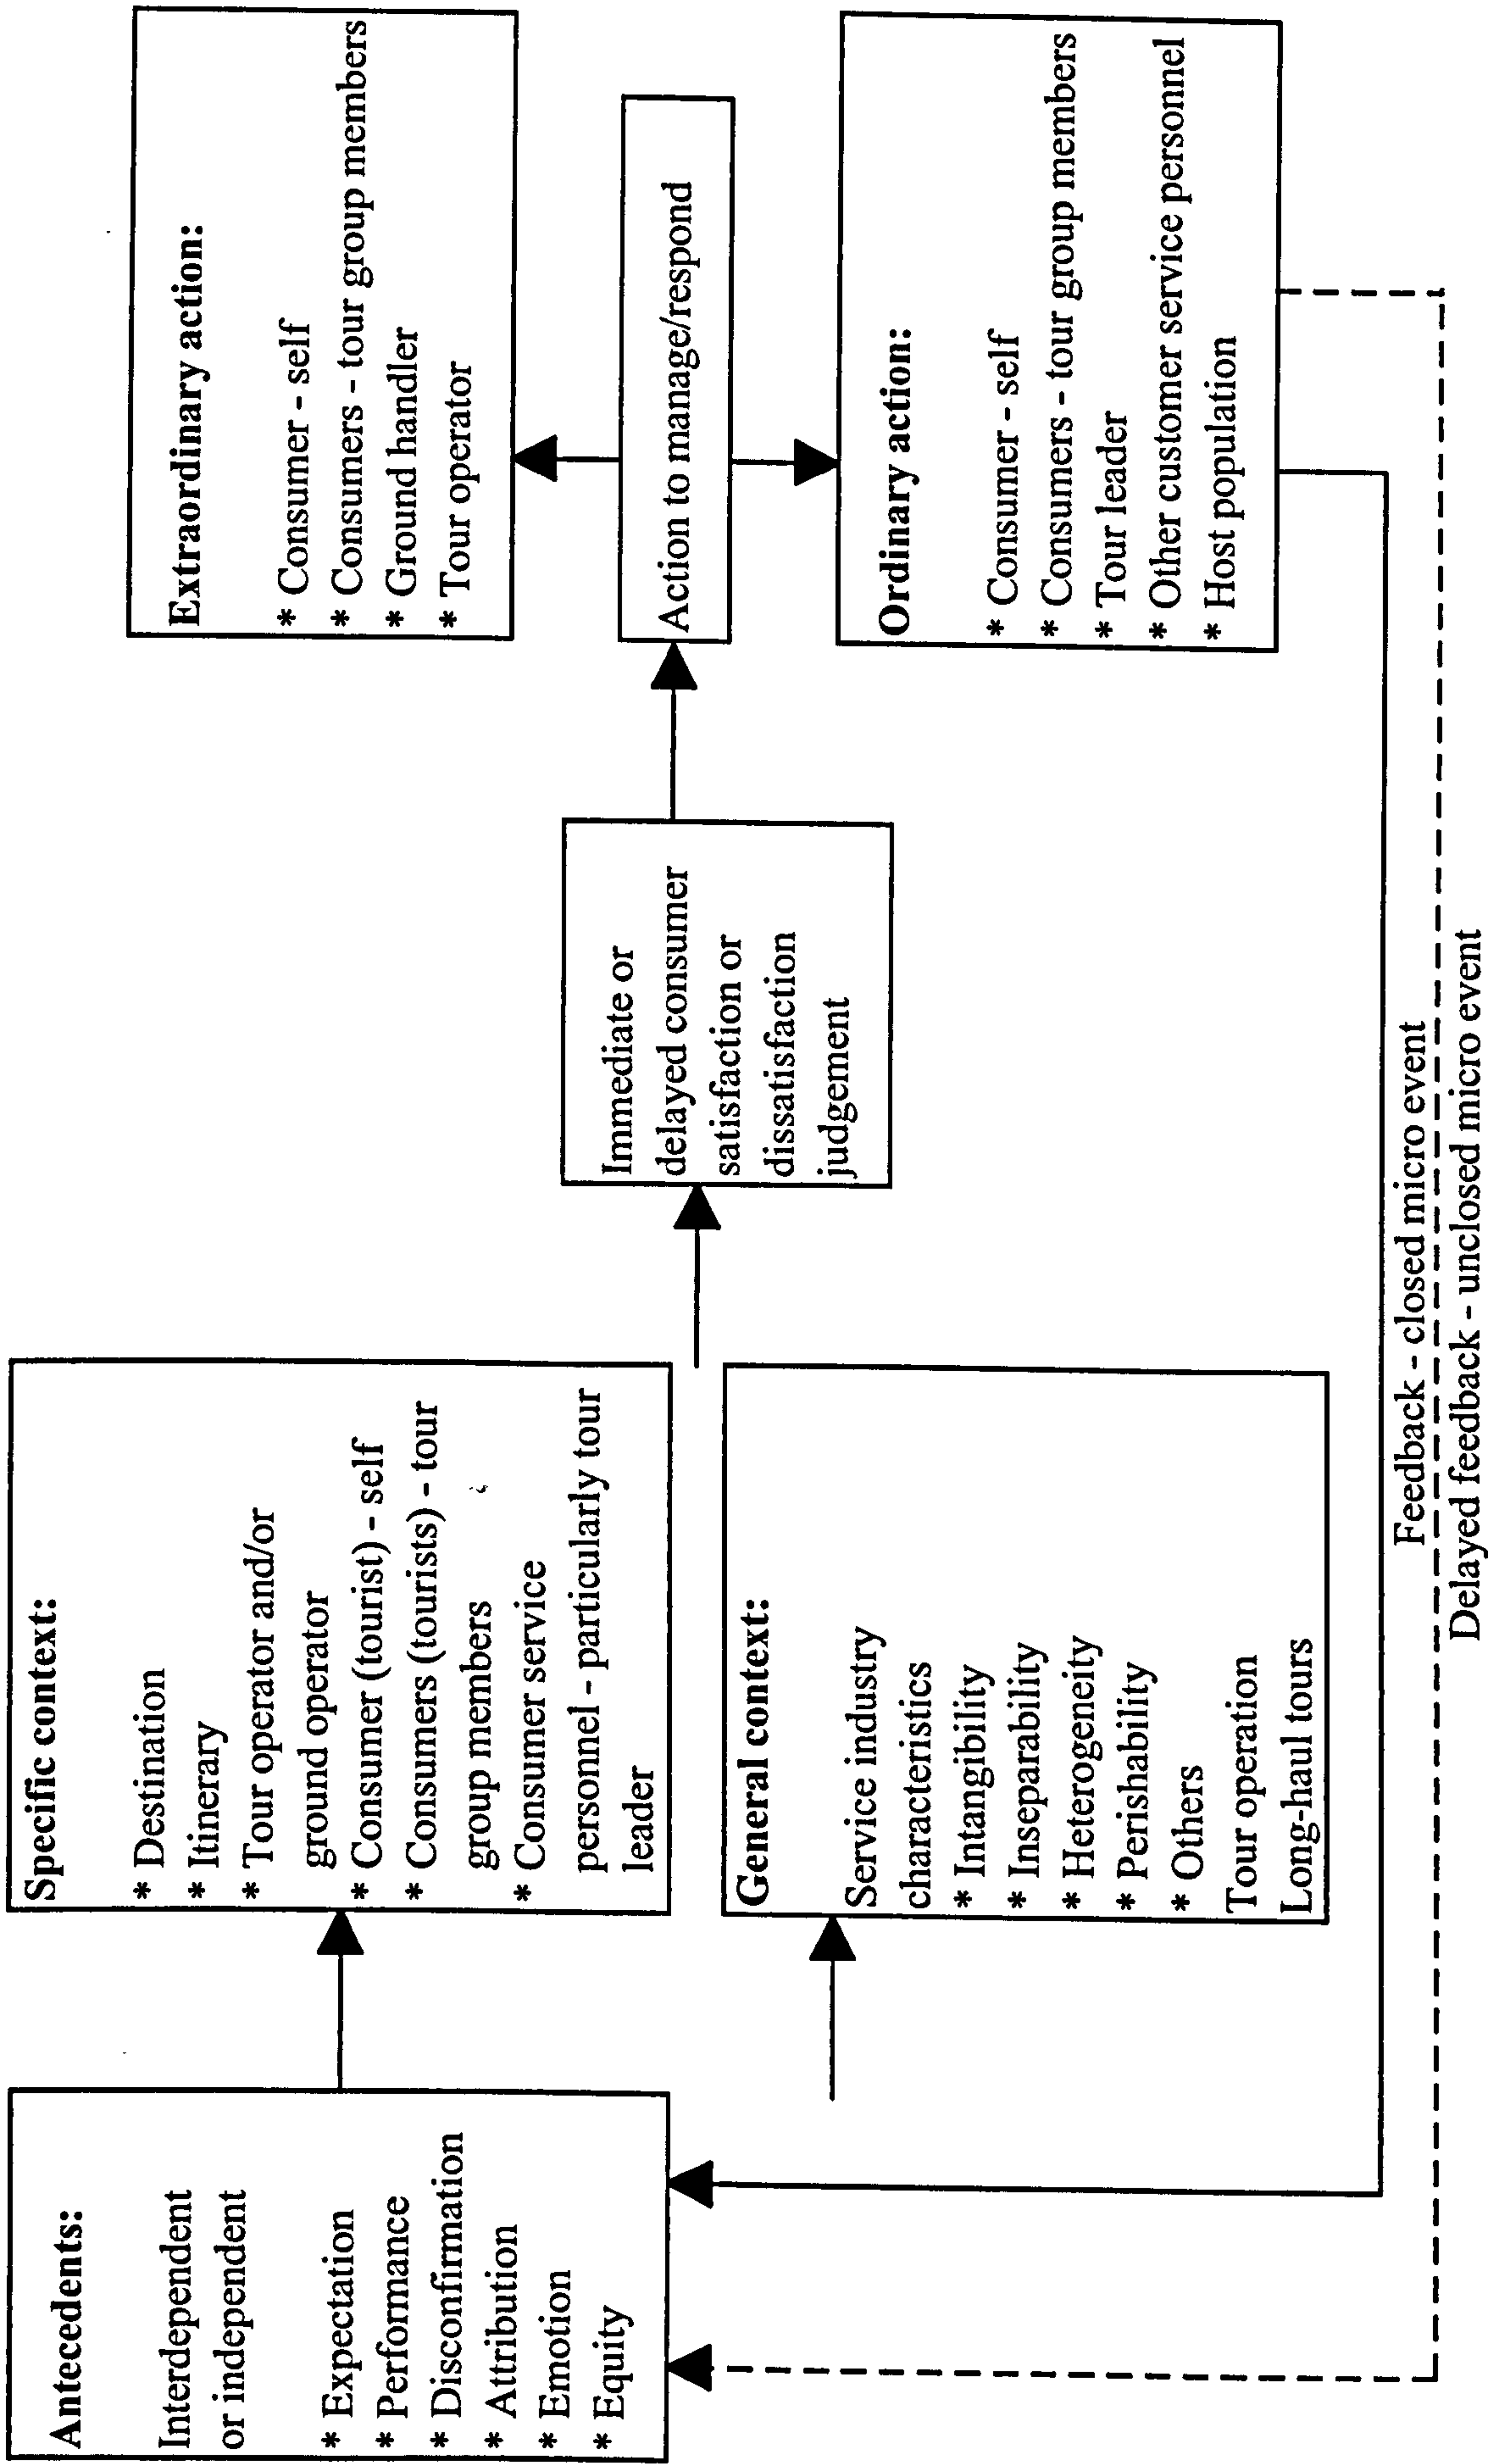 Antecedents:
Interdependent
or independent
* Expectation
* Performance
* Disconfirmation
* Attribution
* Emotion
* Equity
Specific context:
* Destination
* Itinerary
* Tour operator and/or
ground operator
* Consumer (tourist) - self
* Consumers (tourists) - tour
group members
* Consumer service
personnel - particularly tour
leader
General context:
Service industry
characteristics
* Intangibility
* Inseparability
* Heterogeneity
* Perishability
* Others
Tour operation
Long-haul tours
Immediate or
delayed consumer
satisfaction or
dissatisfaction
judgement
Extraordinary action:
* Consumer - self
* Consumers - tour group members
* Ground handler
* Tour operator
Action to manage/respond
Ordinary action:
* Consumer - self
* Consumers - tour group members
* Tour leader
* Other customer service personnel
* Host population
Feedback - closed micro event
Delayed feedback - unclosed micro event